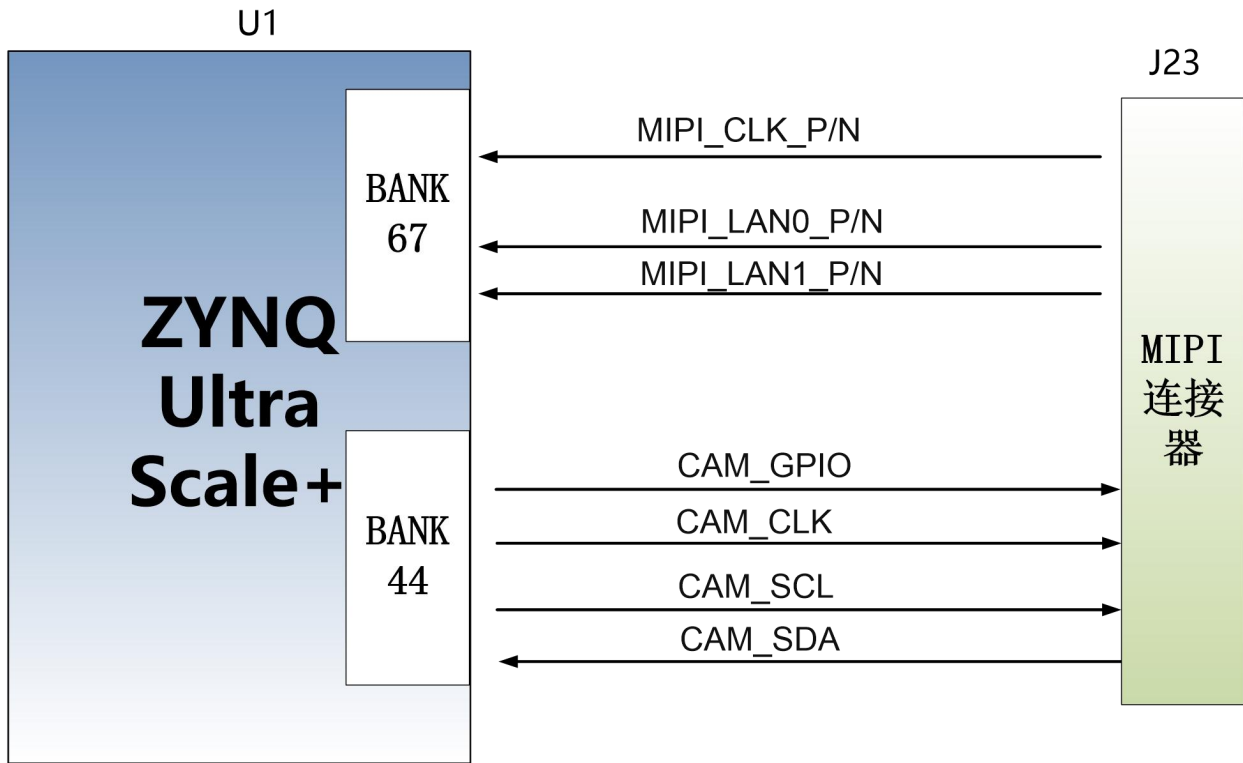 U1
J23
ZYNQ
Ultra
Scale+
BANK
67
MIPI_CLK_P/N
MIPI_LAN0_P/N
MIPI_LAN1_P/N
BANK
44
CAM_GPIO
CAM_CLK
CAM_SCL
CAM_SDA
MIPI
连接
器